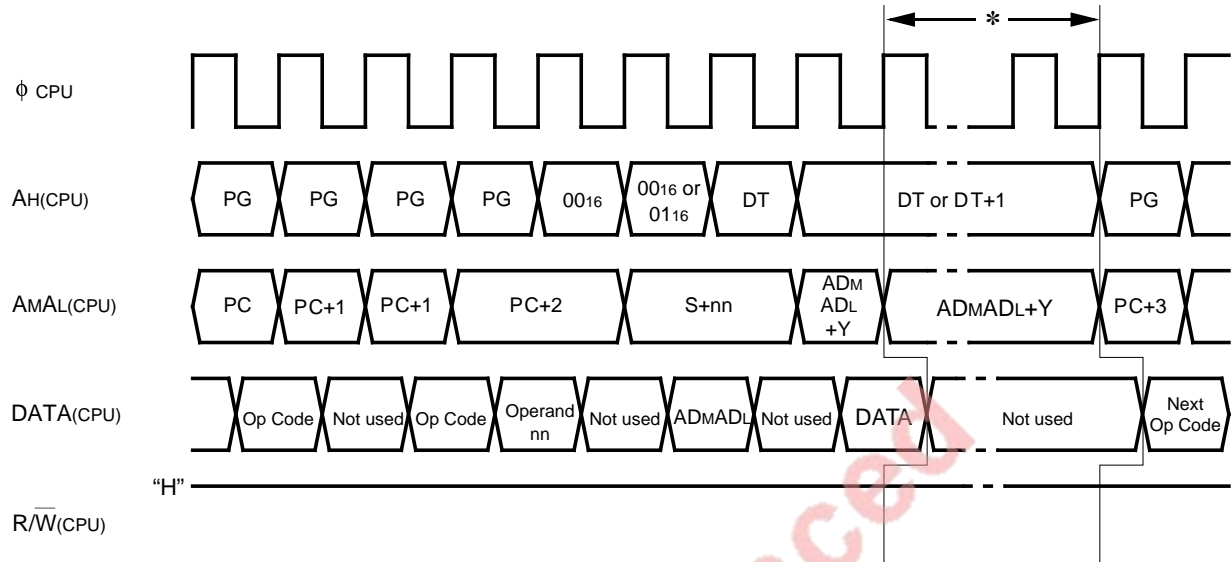 *
ϕ CPU
AH(CPU)
PG PG PG PG 0016 0016 or 0116 DT DT or DT+1 PG
AMAL(CPU)
PC PC+1 PC+1 PC+2 S+nn ADM ADL +Y ADMADL+Y PC+3
DATA(CPU)
Op Code Not used Op Code Operand nn Not used ADMADL Not used DATA Not used Next Op Code
“H”
R/W(CPU)